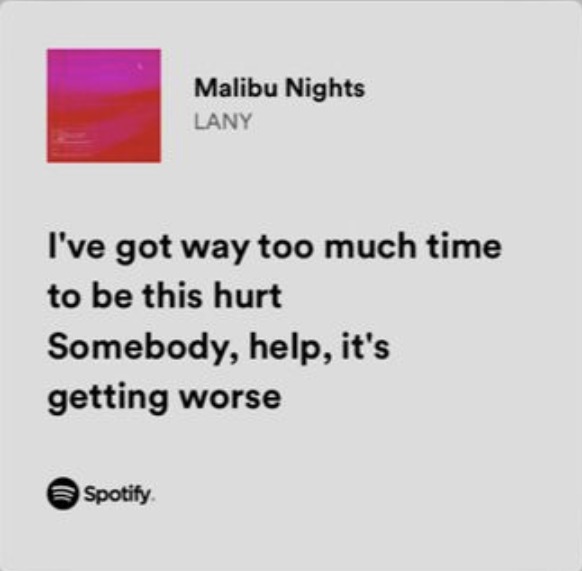 Malibu Nights
LANY
I've got way too much time
to be this hurt
Somebody, help, it's
getting worse
Spotify